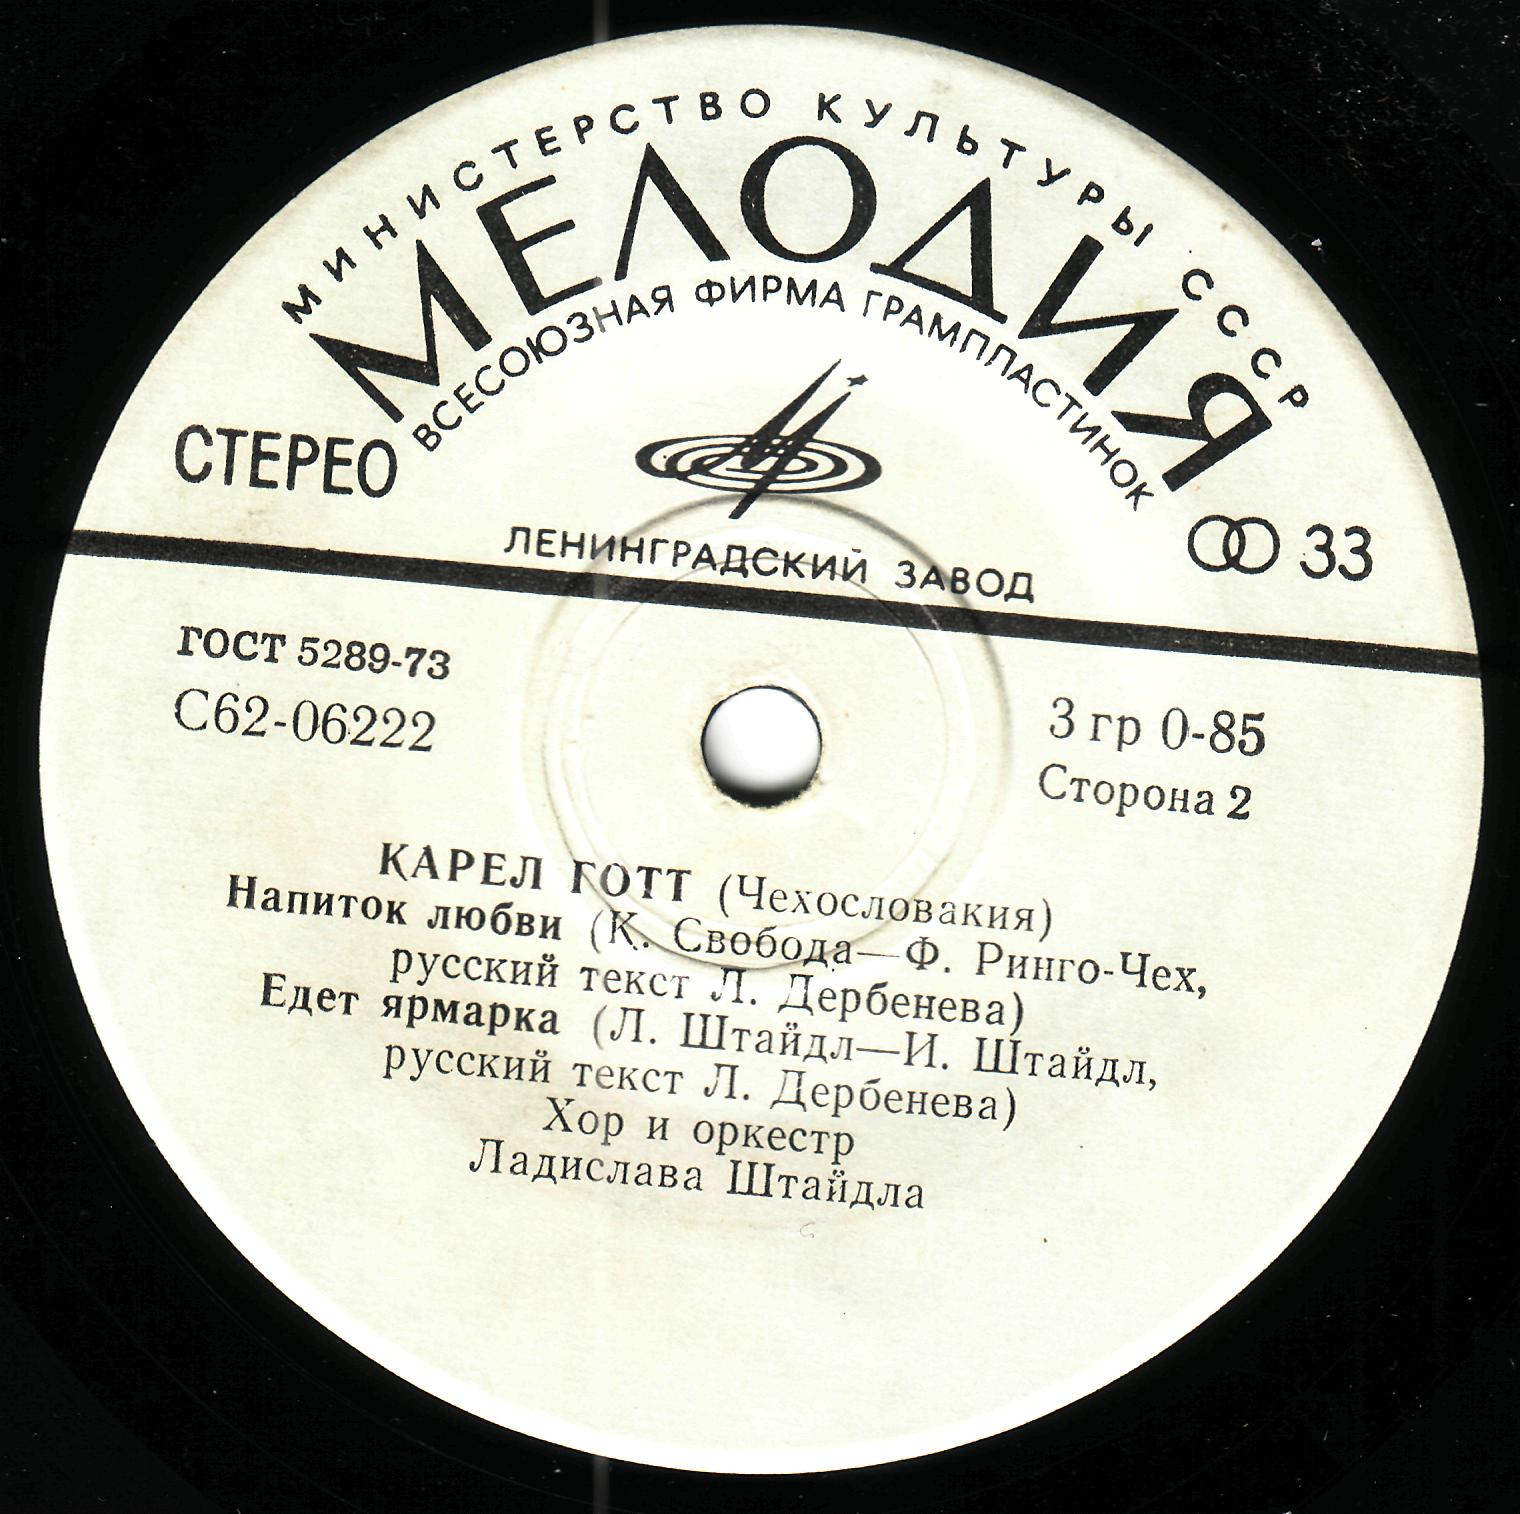 МИНИСТЕРСТВО КУЛЬТУРЫ СССР
МЕЛОДИЯ
ВСЕСОЮЗНАЯ ФИРМА ГРАМПЛАСТИНОК
СТЕРЕО
33
ЛЕНИНГРАДСКИЙ ЗАВОД
ГОСТ 5289-73
С62-06222
3 гр 0-85
Сторона 2
КАРЕЛ ГОТТ (Чехословакия)
Напиток любви (К. Свобода—Ф. Ринго-Чех,
русский текст Л. Дербенева)
Едет ярмарка (Л. Штайдл—И. Штайдл,
русский текст Л. Дербенева)
Хор и оркестр
Ладислава Штайдла